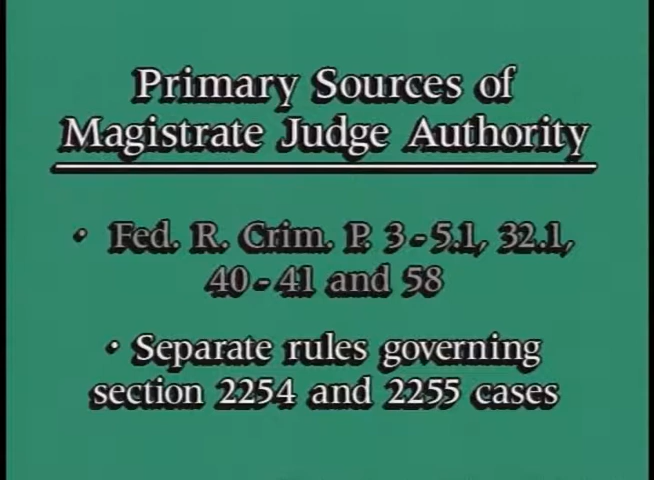 Primary Sources of
Magistrate Judge Authority
• Fed. R. Crim. P. 3-5.1, 32.1,
40-41 and 58
• Separate rules governing
section 2254 and 2255 cases